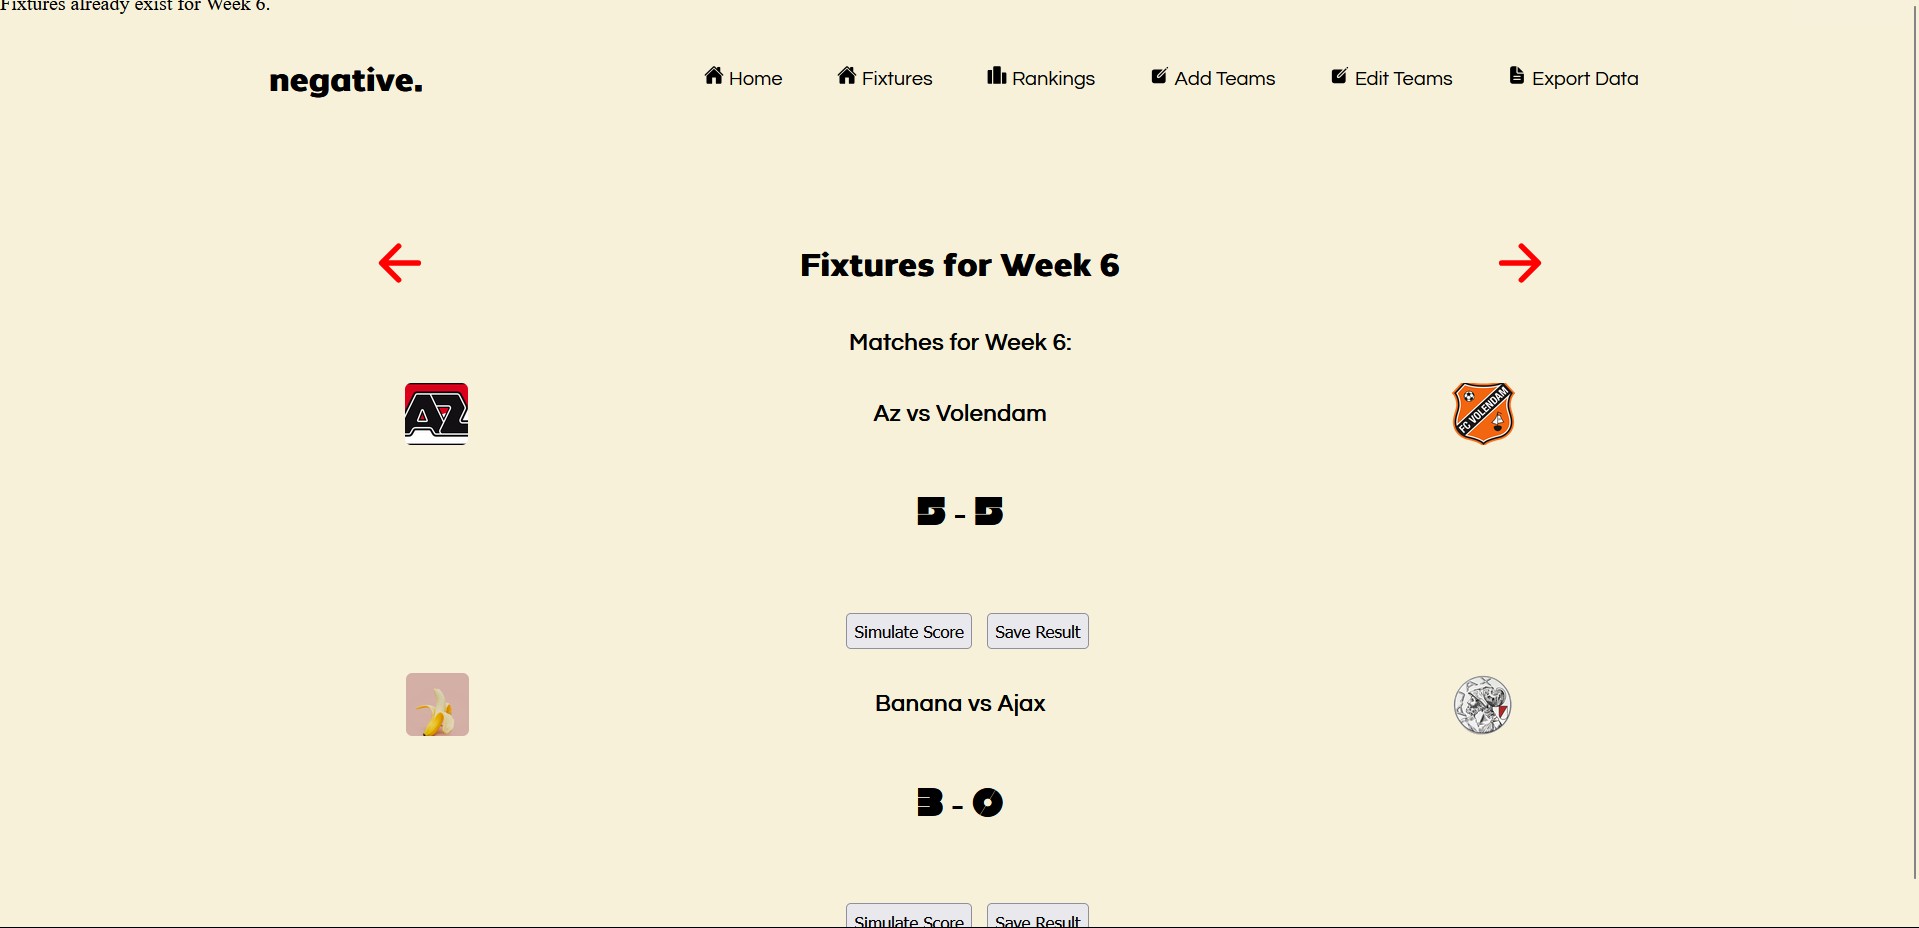 Fixtures already exist for Week 6.
negative.
Home
Fixtures
Rankings
Add Teams
Edit Teams
Export Data
Fixtures for Week 6
Matches for Week 6:
AZ
Az vs Volendam
FC VOLENDAM
5 - 5
Simulate Score
Save Result
Banana vs Ajax
AJAX
3 - 0
Simulate Score
Save Result